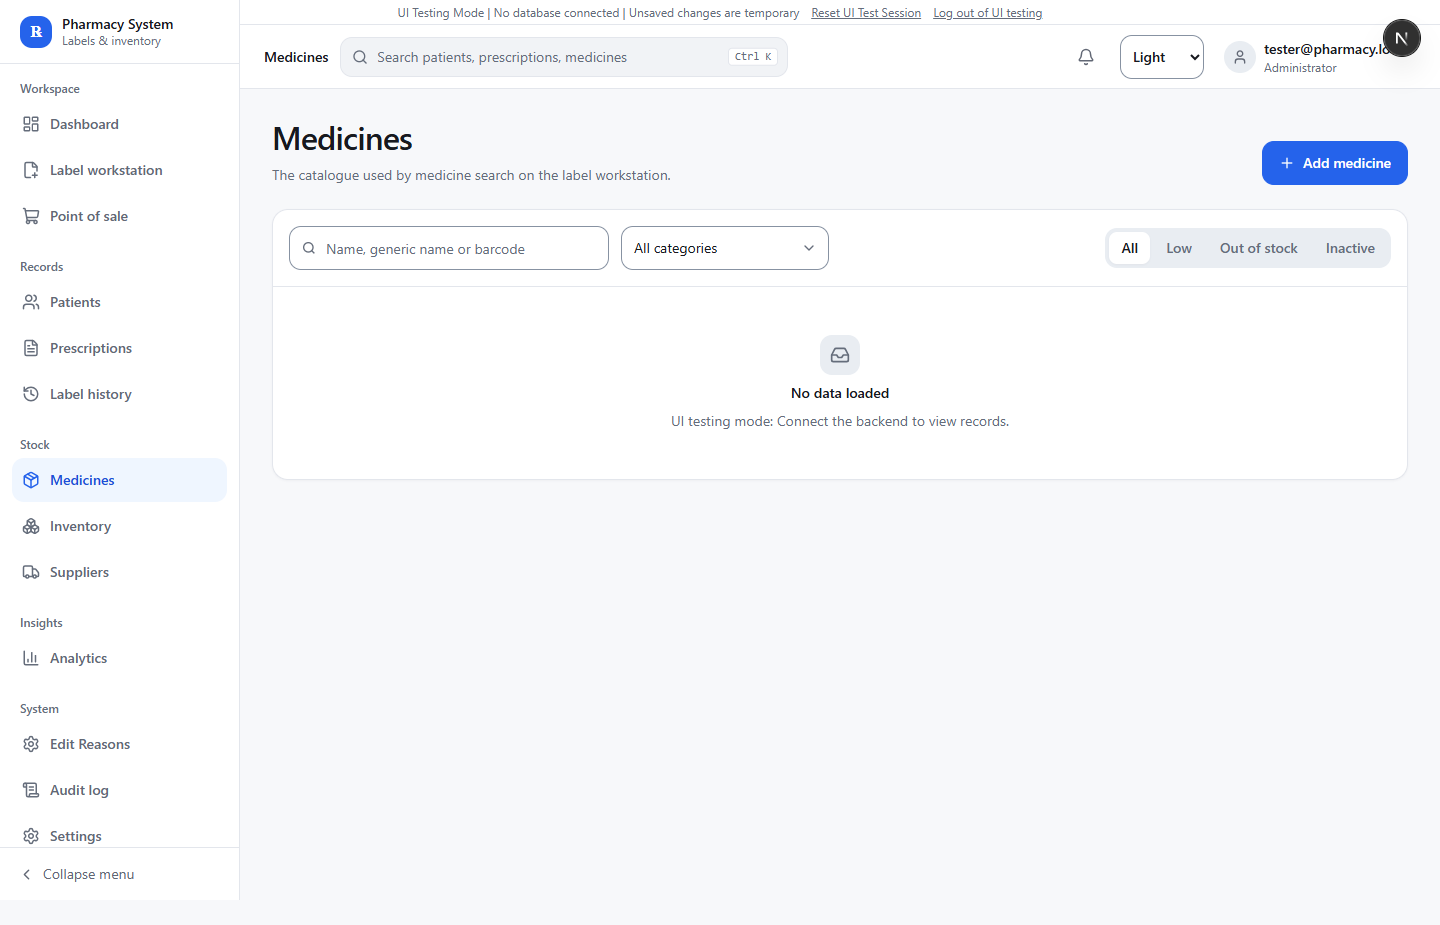 UI Testing Mode | No database connected | Unsaved changes are temporary Reset UI Test Session Log out of UI testing
Pharmacy System
Labels & inventory
Workspace
Dashboard
Label workstation
Point of sale
Records
Patients
Prescriptions
Label history
Stock
Medicines
Inventory
Suppliers
Insights
Analytics
System
Edit Reasons
Audit log
Settings
Collapse menu
Medicines
Search patients, prescriptions, medicines
Ctrl K
Light
tester@pharmacy.lo
Administrator
N
Medicines
The catalogue used by medicine search on the label workstation.
Add medicine
Name, generic name or barcode
All categories
All Low Out of stock Inactive
No data loaded
UI testing mode: Connect the backend to view records.